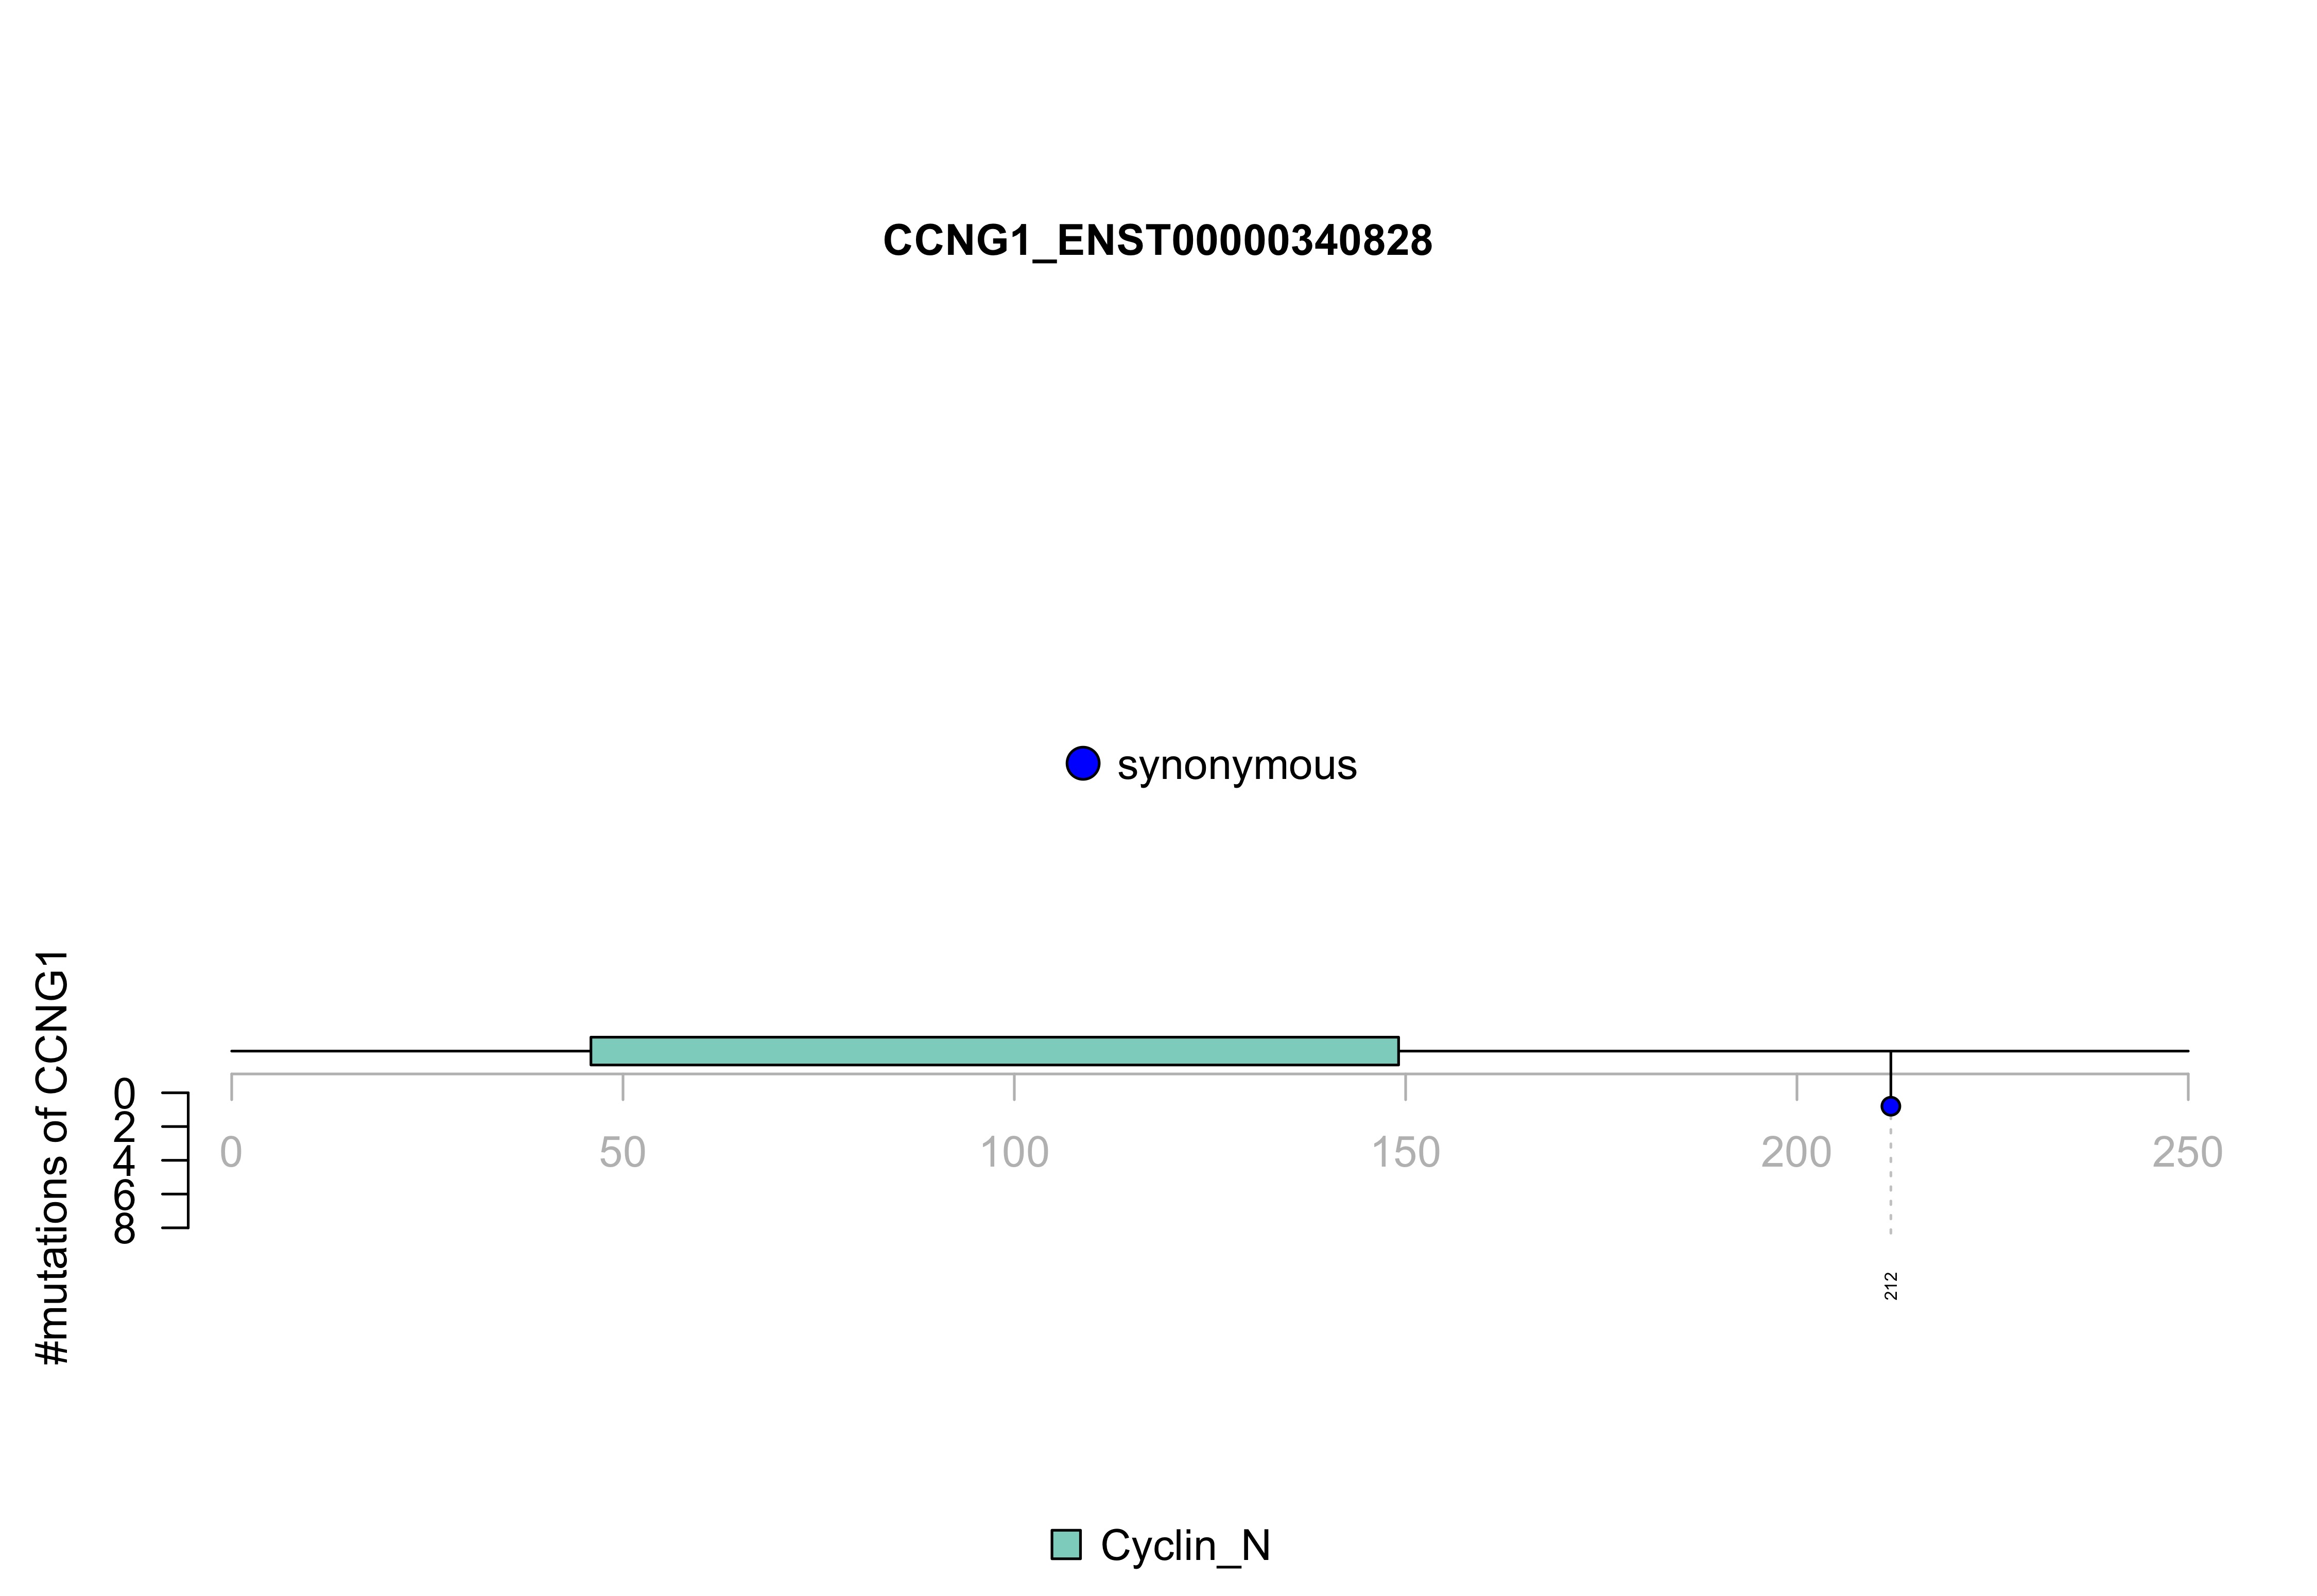 CCNG1_ENST00000340828
synonymous
#mutations of CCNG1
0
2
4
6
8
0 50 100 150 200 250
212
Cyclin_N